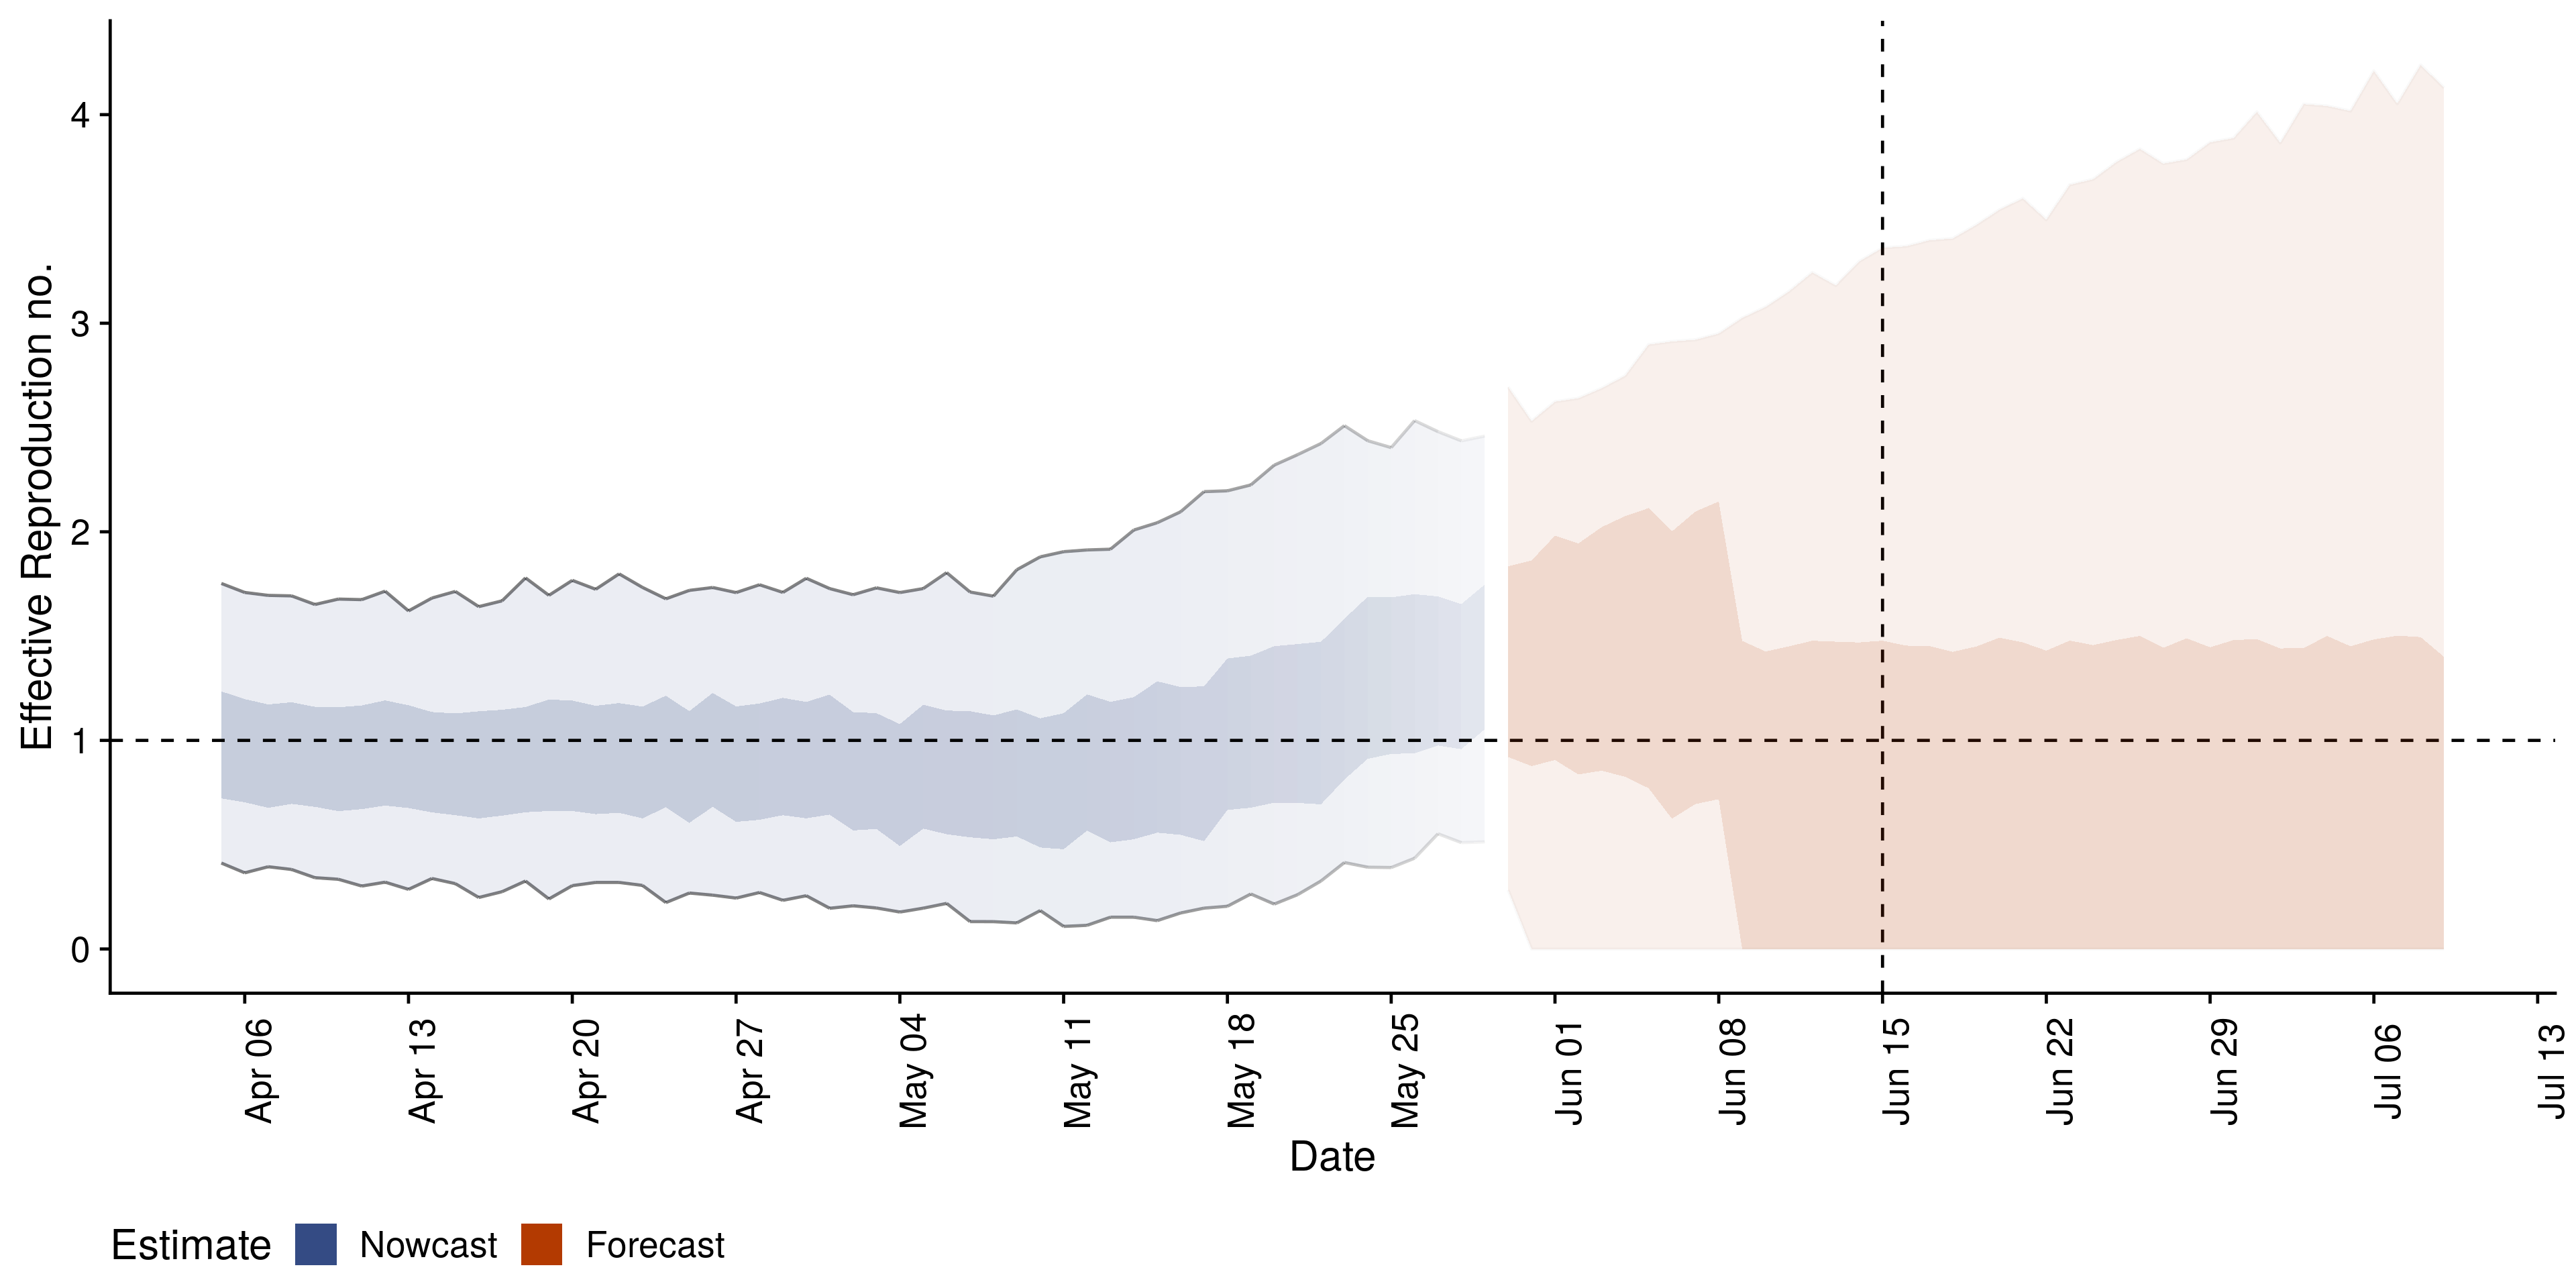 Effective Reproduction no.
4
3
2
1
0
Apr 06
Apr 13
Apr 20
Apr 27
May 04
May 11
May 18
May 25
Jun 01
Jun 08
Jun 15
Jun 22
Jun 29
Jul 06
Jul 13
Date
Estimate Nowcast Forecast